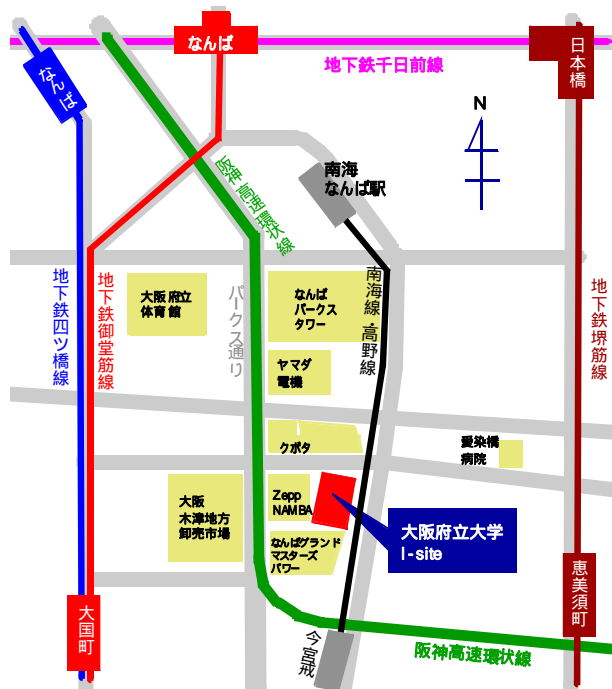 なんば
日本橋
なんば
地下鉄千日前線
N
南海
なんば駅
阪神高速環状線
地下鉄四ツ橋線
地下鉄御堂筋線
大阪府立
体育館
パークス通り
なんば
パークス
タワー
南海線・高野線
地下鉄堺筋線
ヤマダ
電機
クボタ
愛染橋
病院
大阪
木津地方
卸売市場
Zepp
NAMBA
大阪府立大学
I-site
なんばグランド
マスターズ
パワー
大国町
恵美須町
今宮戎
阪神高速環状線